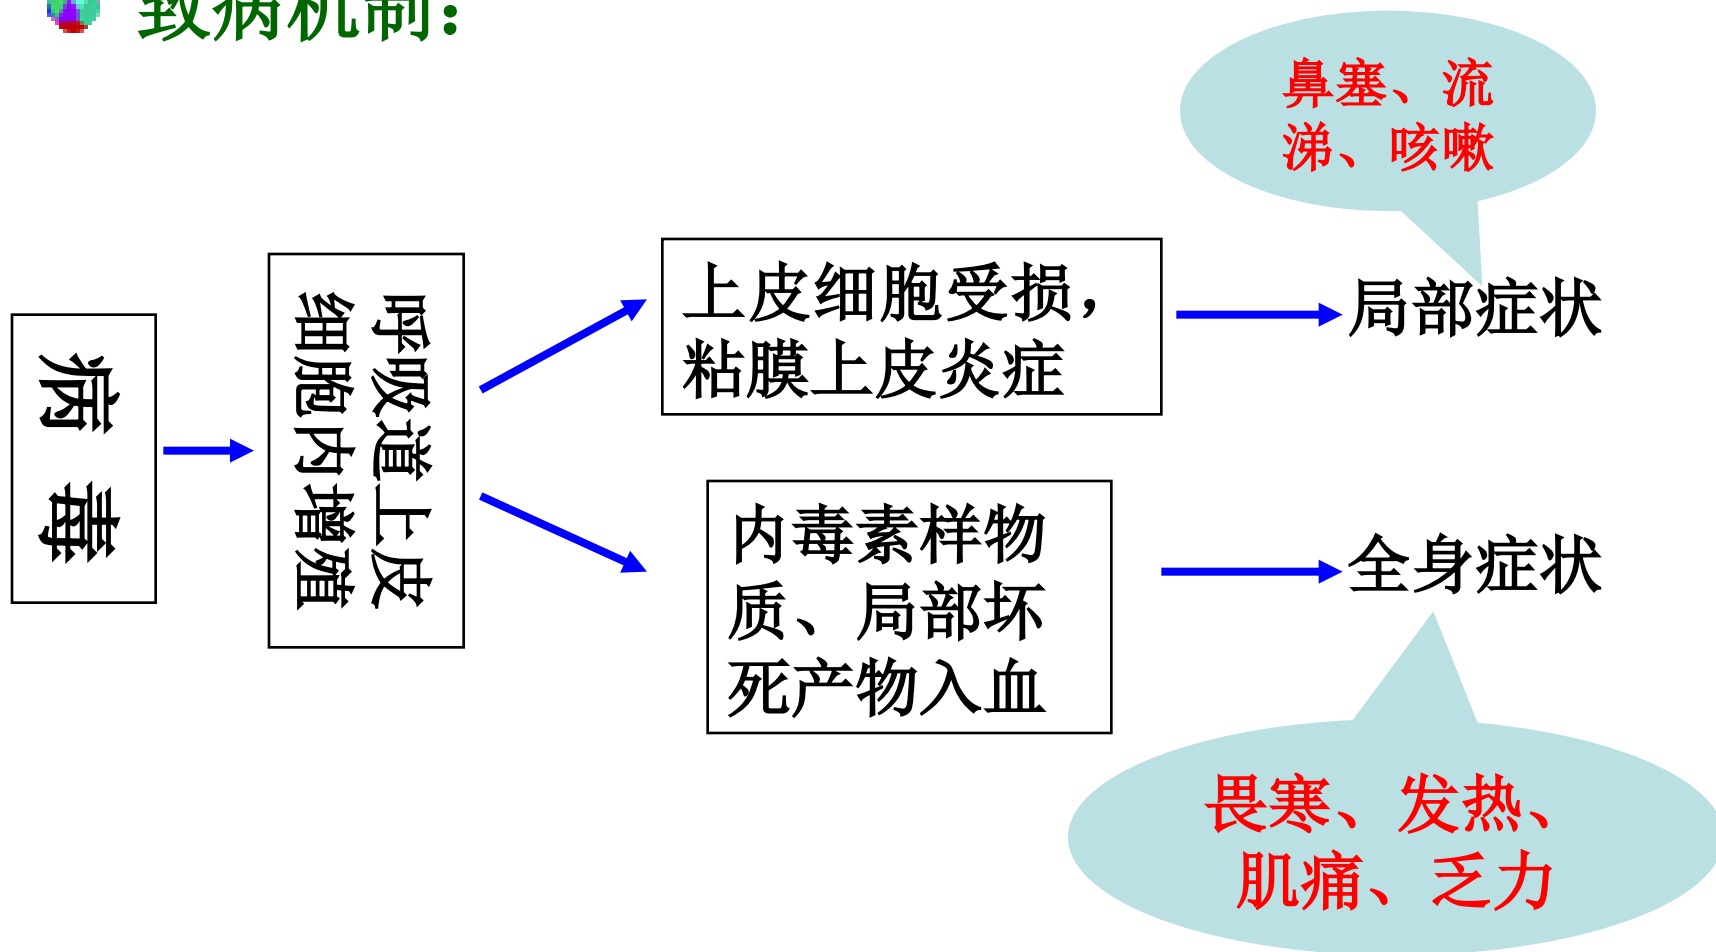 致病机制：
鼻塞、流
涕、咳嗽
病 毒
呼吸道上皮
细胞内增殖
上皮细胞受损，
粘膜上皮炎症
局部症状
内毒素样物
质、局部坏
死产物入血
全身症状
畏寒、发热、
肌痛、乏力